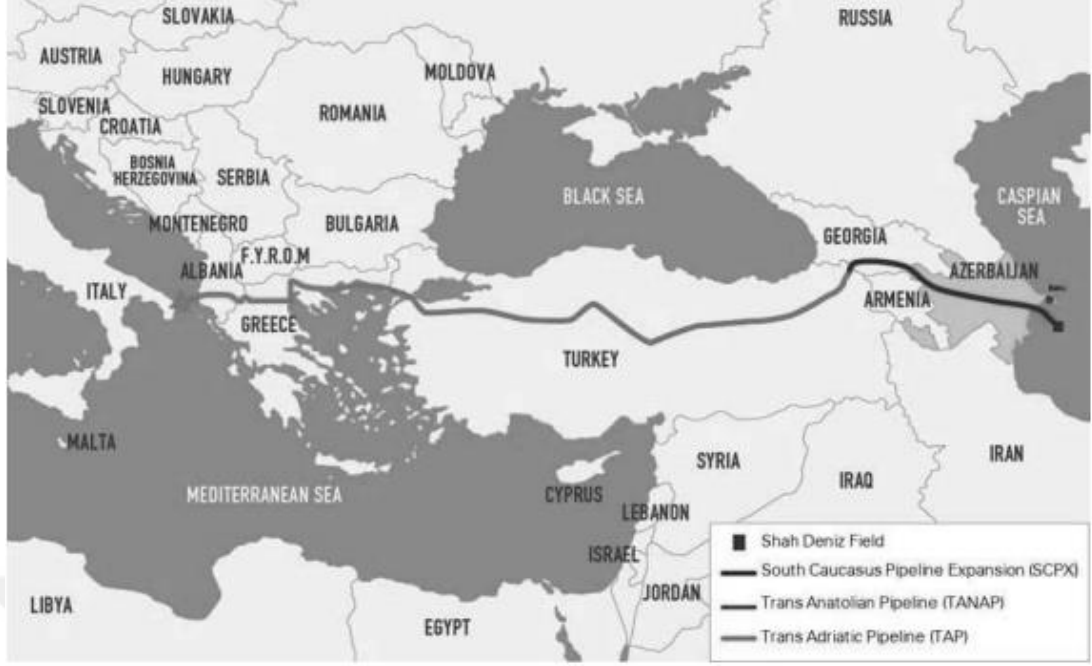 SLOVAKIA
RUSSIA
AUSTRIA
HUNGARY
MOLDOVA
SLOVENIA
CROATIA
ROMANIA
BOSNIA
HERZEGOVINA
SERBIA
BLACK SEA
CASPIAN
SEA
MONTENEGRO
BULGARIA
GEORGIA
F.Y.R.O.M
ALBANIA
AZERBAIJAN
ITALY
ARMENIA
GREECE
TURKEY
MALTA
SYRIA
IRAN
IRAQ
MEDITERRANEAN SEA
CYPRUS
LEBANON
ISRAEL
JORDAN
LIBYA
EGYPT
Shah Deniz Field
South Caucasus Pipeline Expansion (SCPX)
Trans Anatolian Pipeline (TANAP)
Trans Adriatic Pipeline (TAP)